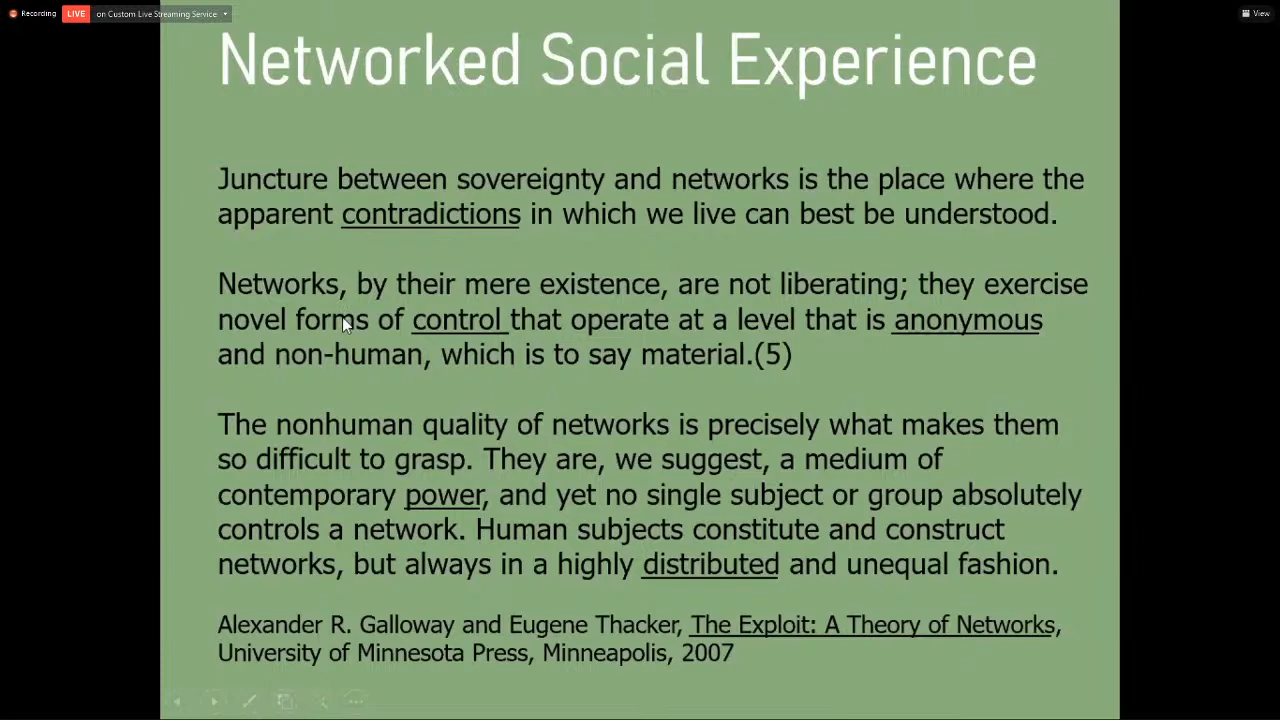 Recording LIVE on Custom Live Streaming Service View
Networked Social Experience
Juncture between sovereignty and networks is the place where the
apparent contradictions in which we live can best be understood.
Networks, by their mere existence, are not liberating; they exercise
novel forms of control that operate at a level that is anonymous
and non-human, which is to say material.(5)
The nonhuman quality of networks is precisely what makes them
so difficult to grasp. They are, we suggest, a medium of
contemporary power, and yet no single subject or group absolutely
controls a network. Human subjects constitute and construct
networks, but always in a highly distributed and unequal fashion.
Alexander R. Galloway and Eugene Thacker, The Exploit: A Theory of Networks,
University of Minnesota Press, Minneapolis, 2007